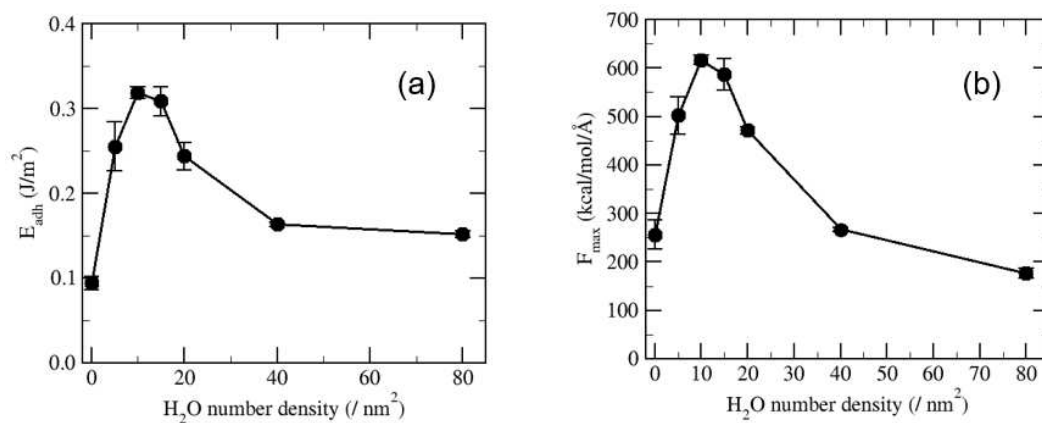 0.4
0.3
0.2
0.1
0.0
E_adh (J/m²)
(a)
0 20 40 60 80
H₂O number density (/ nm²)
700
600
500
400
300
200
100
0
F_max (kcal/mol/Å)
(b)
0 10 20 30 40 50 60 70 80
H₂O number density (/ nm²)